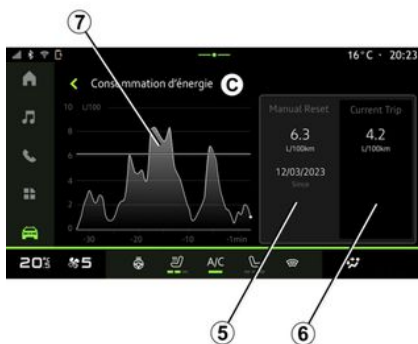 7
16°C · 20:23
Consommation d'énergie C
10 L/100
8
6
4
2
0
-30 -20 -10 -1min
Manual Reset
6.3
L/100km
12/03/2023
Since
Current Trip
4.2
L/100km
20°5 5 A/C
5 6